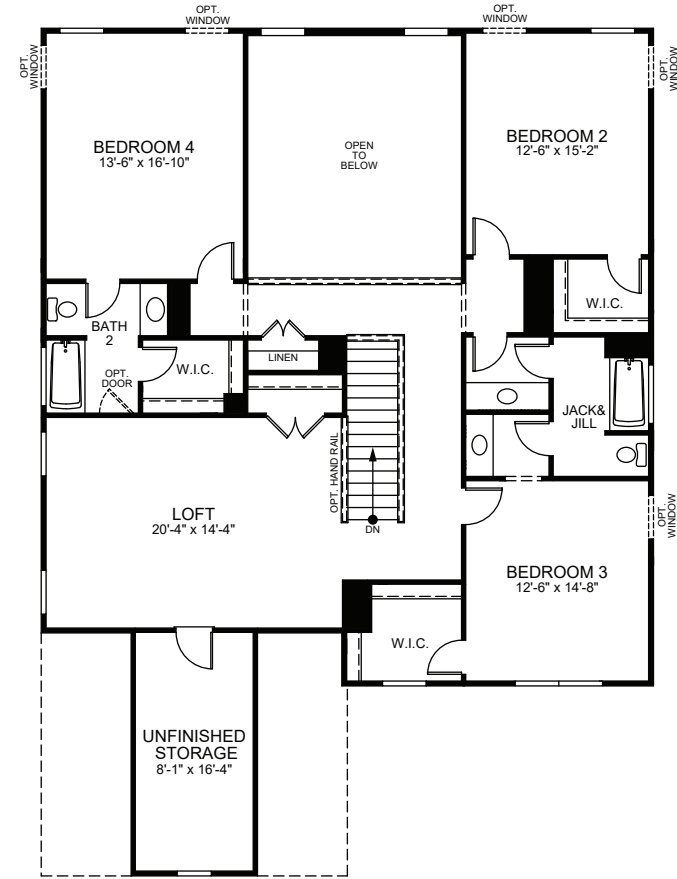 OPT.
WINDOW
OPT.
WINDOW
OPT.
WINDOW
OPT.
WINDOW
BEDROOM 4
13'-6" x 16'-10"
OPEN
TO
BELOW
BEDROOM 2
12'-6" x 15'-2"
W.I.C.
BATH
2
LINEN
W.I.C.
OPT.
DOOR
JACK&
JILL
OPT. HAND RAIL
LOFT
20'-4" x 14'-4"
DN
OPT.
WINDOW
BEDROOM 3
12'-6" x 14'-8"
W.I.C.
UNFINISHED
STORAGE
8'-1" x 16'-4"